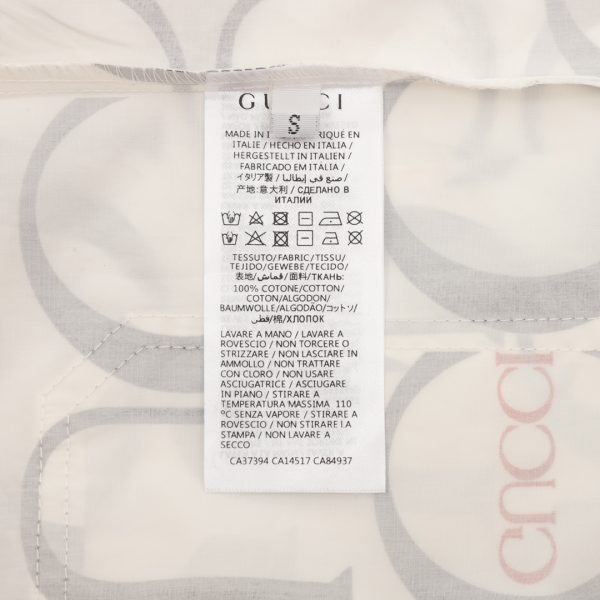 GUCCI
S
MADE IN FABRIQUÉ EN
ITALIE / HECHO EN ITALIA /
HERGESTELLT IN ITALIEN /
FABRICADO EM ITÁLIA /
イタリア製 / صنع في إيطاليا /
产地:意大利 / СДЕЛАНО В
ИТАЛИИ
TESSUTO/FABRIC/TISSU/
TEJIDO/GEWEBE/TECIDO/
表地/قماش/面料/ТКАНЬ:
100% COTONE/COTTON/
COTON/ALGODON/
BAUMWOLLE/ALGODÃO/コットン/
قطن/棉/ХЛОПОК
LAVARE A MANO / LAVARE A
ROVESCIO / NON TORCERE O
STRIZZARE / NON LASCIARE IN
AMMOLLO / NON TRATTARE
CON CLORO / NON USARE
ASCIUGATRICE / ASCIUGARE
IN PIANO / STIRARE A
TEMPERATURA MASSIMA 110
ºC SENZA VAPORE / STIRARE A
ROVESCIO / NON STIRARE LA
STAMPA / NON LAVARE A
SECCO
CA37394 CA14517 CA84937